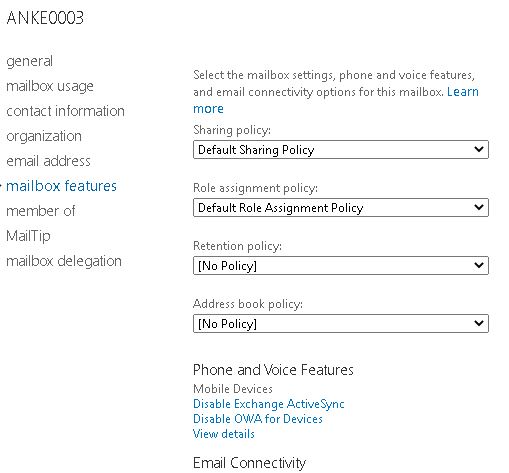 ANKE0003
general
mailbox usage
contact information
organization
email address
mailbox features
member of
MailTip
mailbox delegation
Select the mailbox settings, phone and voice features,
and email connectivity options for this mailbox. Learn
more
Sharing policy:
Default Sharing Policy
Role assignment policy:
Default Role Assignment Policy
Retention policy:
[No Policy]
Address book policy:
[No Policy]
Phone and Voice Features
Mobile Devices
Disable Exchange ActiveSync
Disable OWA for Devices
View details
Email Connectivity